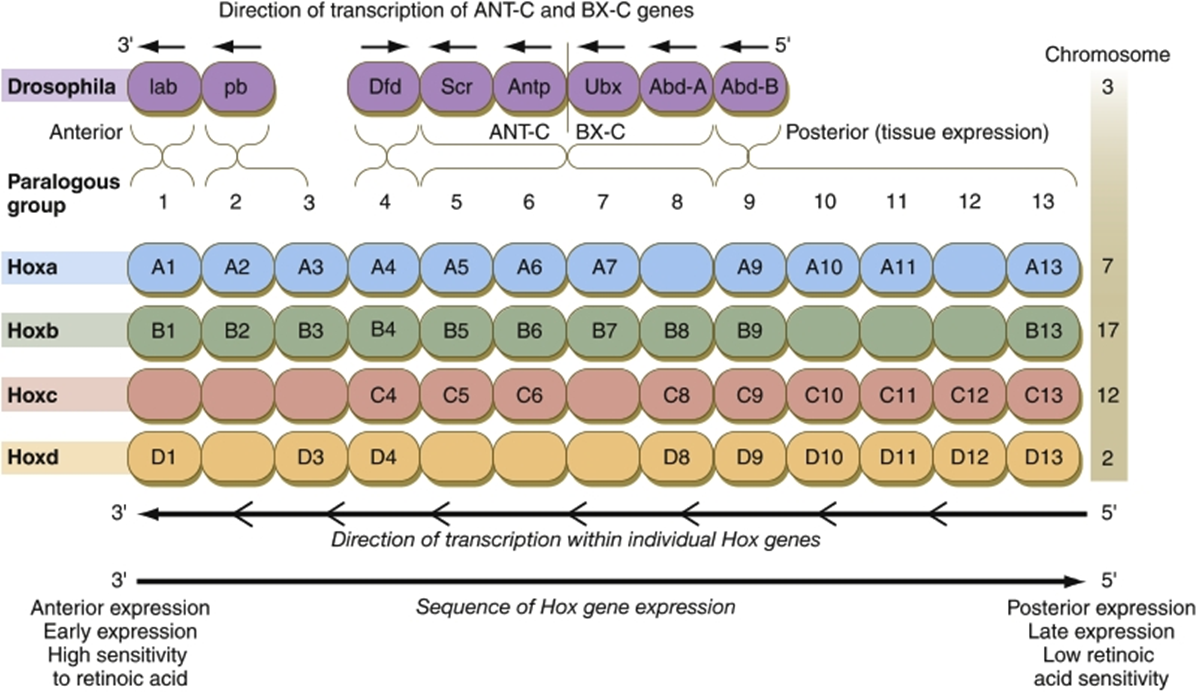 Direction of transcription of ANT-C and BX-C genes
3' 5'
Chromosome
Drosophila lab pb Dfd Scr Antp Ubx Abd-A Abd-B 3
Anterior ANT-C BX-C Posterior (tissue expression)
Paralogous
group 1 2 3 4 5 6 7 8 9 10 11 12 13
Hoxa A1 A2 A3 A4 A5 A6 A7 A9 A10 A11 A13 7
Hoxb B1 B2 B3 B4 B5 B6 B7 B8 B9 B13 17
Hoxc C4 C5 C6 C8 C9 C10 C11 C12 C13 12
Hoxd D1 D3 D4 D8 D9 D10 D11 D12 D13 2
3' 5'
Direction of transcription within individual Hox genes
3' 5'
Sequence of Hox gene expression
Anterior expression
Early expression
High sensitivity
to retinoic acid
Posterior expression
Late expression
Low retinoic
acid sensitivity